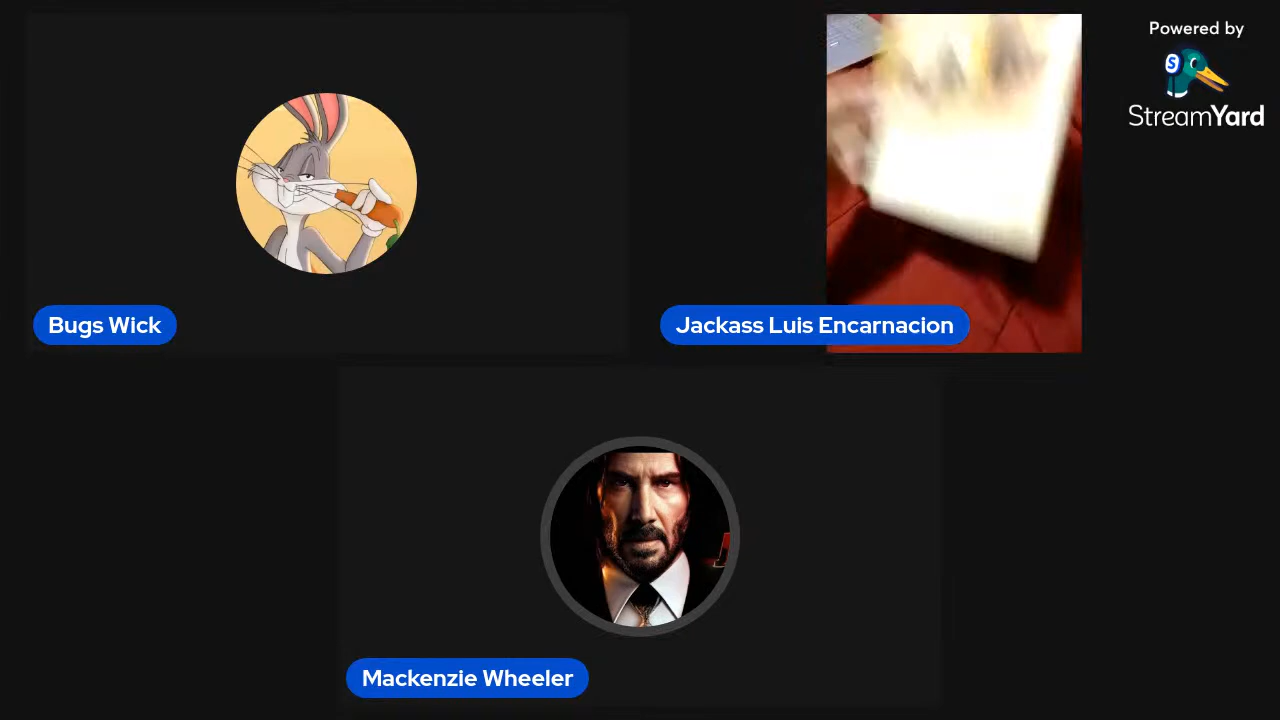 Powered by
S
StreamYard
Bugs Wick
Jackass Luis Encarnacion
Mackenzie Wheeler